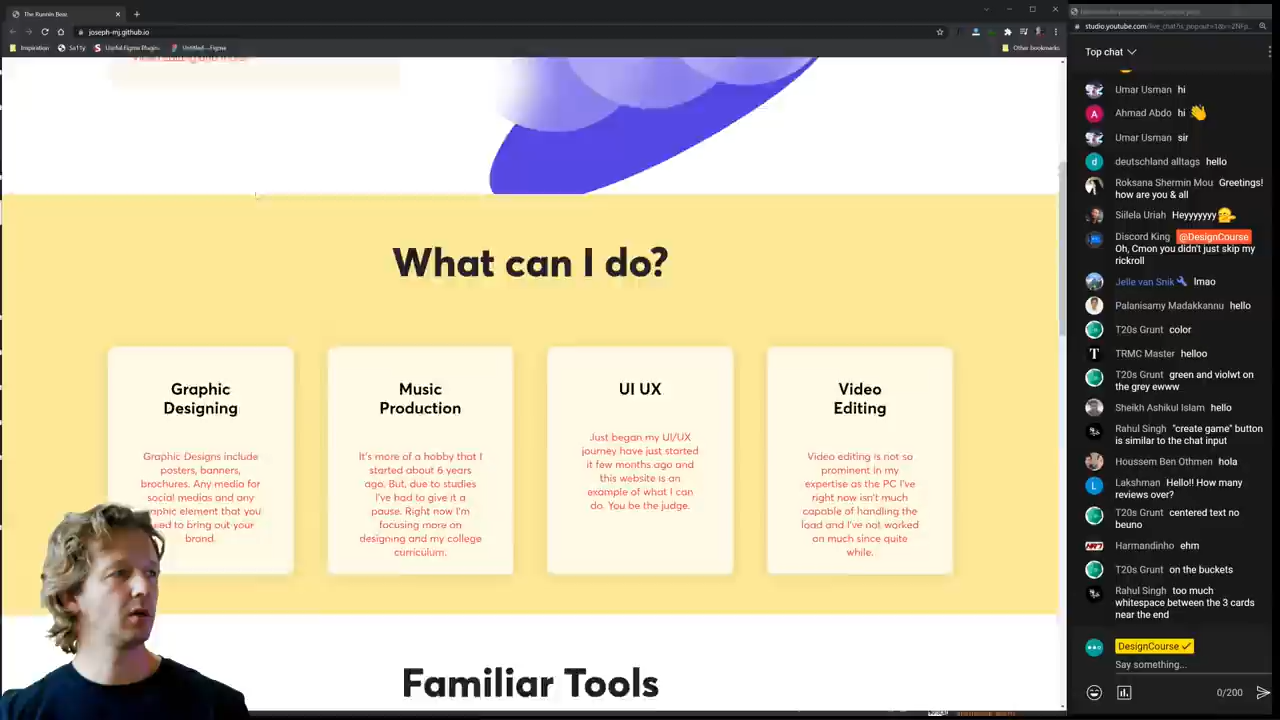 The Runnin Bear
joseph-mj.github.io
Inspiration
Sa11y
Useful Figma Plugin
Untitled – Figma
Other bookmarks
What can I do?
Graphic
Designing
Graphic Designs include
posters, banners,
brochures. Any media for
social medias and any
graphic element that you
need to bring out your
brand.
Music
Production
It's more of a hobby that I
started about 6 years
ago. But, due to studies
I've had to give it a
pause. Right now I'm
focusing more on
designing and my college
curriculum.
UI UX
Just began my UI/UX
journey have just started
it few months ago and
this website is an
example of what I can
do. You be the judge.
Video
Editing
Video editing is not so
prominent in my
expertise as the PC I've
right now isn't much
capable of handling the
load and I've not worked
on much since quite
while.
Familiar Tools
Top chat
Umar Usman hi
Ahmad Abdo hi
Umar Usman sir
deutschland alltags hello
Roksana Shermin Mou Greetings!
how are you & all
Siilela Uriah Heyyyyyy
Discord King @DesignCourse
Oh, Cmon you didn't just skip my
rickroll
Jelle van Snik lmao
Palanisamy Madakkannu hello
T20s Grunt color
TRMC Master helloo
T20s Grunt green and violwt on
the grey ewww
Sheikh Ashikul Islam hello
Rahul Singh "create game" button
is similar to the chat input
Houssem Ben Othmen hola
Lakshman Hello!! How many
reviews over?
T20s Grunt centered text no
beuno
Harmandinho ehm
T20s Grunt on the buckets
Rahul Singh too much
whitespace between the 3 cards
near the end
DesignCourse
Say something...
0/200